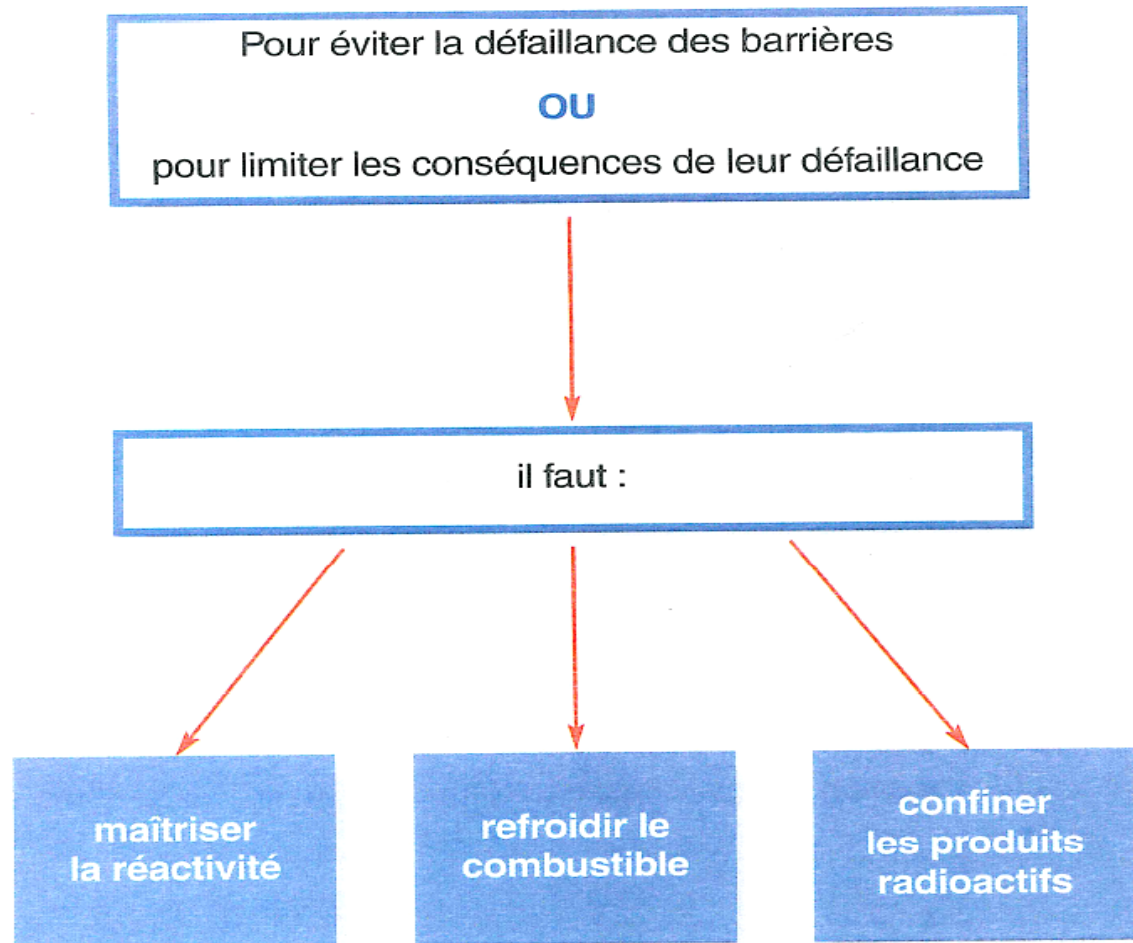 Pour éviter la défaillance des barrières
OU
pour limiter les conséquences de leur défaillance
il faut :
maîtriser
la réactivité
refroidir le
combustible
confiner
les produits
radioactifs